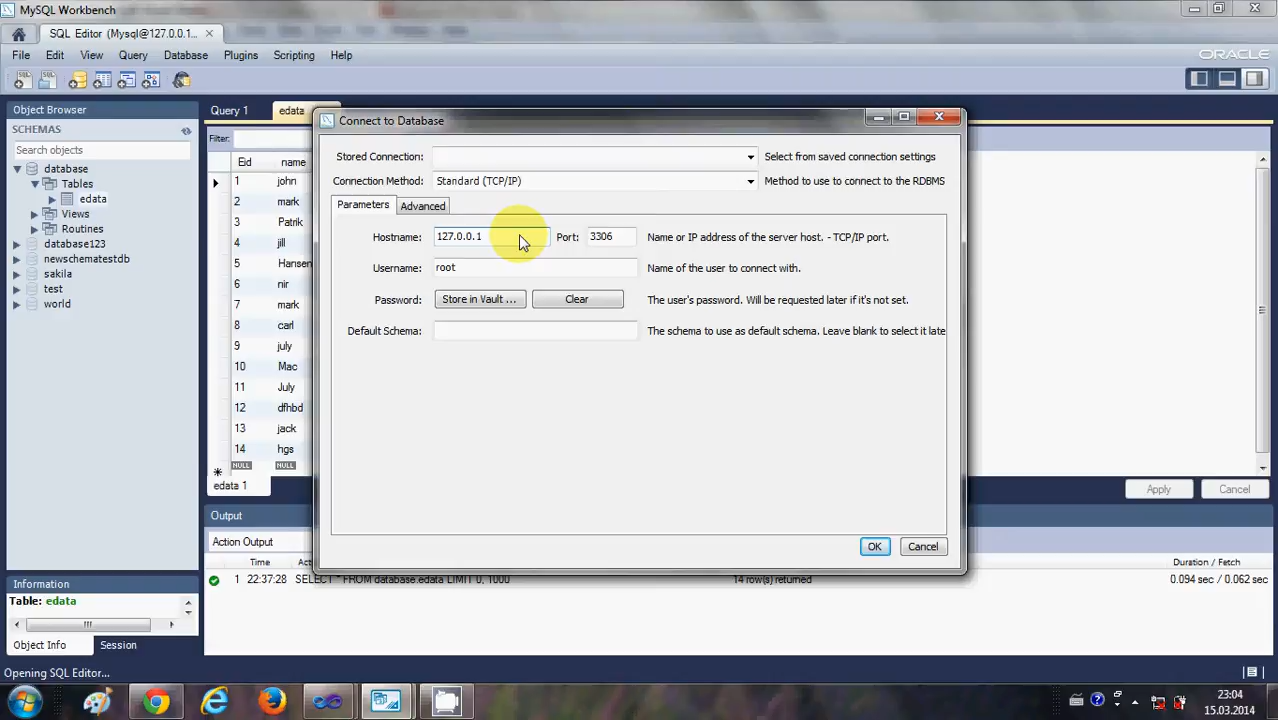 MySQL Workbench
SQL Editor (Mysql@127.0.0.1... ×
File Edit View Query Database Plugins Scripting Help
ORACLE
Object Browser
SCHEMAS
Search objects
database
Tables
edata
Views
Routines
database123
newschematestdb
sakila
test
world
Query 1 edata
Filter:
Eid name
1 john
2 mark
3 Patrik
4 jill
5 Hansen
6 nir
7 mark
8 carl
9 july
10 Mac
11 July
12 dfhbd
13 jack
14 hgs
NULL NULL
edata 1
Apply Cancel
Connect to Database
Stored Connection: Select from saved connection settings
Connection Method: Standard (TCP/IP) Method to use to connect to the RDBMS
Parameters Advanced
Hostname: 127.0.0.1 Port: 3306 Name or IP address of the server host. - TCP/IP port.
Username: root Name of the user to connect with.
Password: Store in Vault ... Clear The user's password. Will be requested later if it's not set.
Default Schema: The schema to use as default schema. Leave blank to select it late
OK Cancel
Output
Action Output
Time Duration / Fetch
1 22:37:28 SELECT * FROM database.edata LIMIT 0, 1000 14 row(s) returned 0.094 sec / 0.062 sec
Information
Table: edata
Object Info Session
Opening SQL Editor...
23:04
15.03.2014